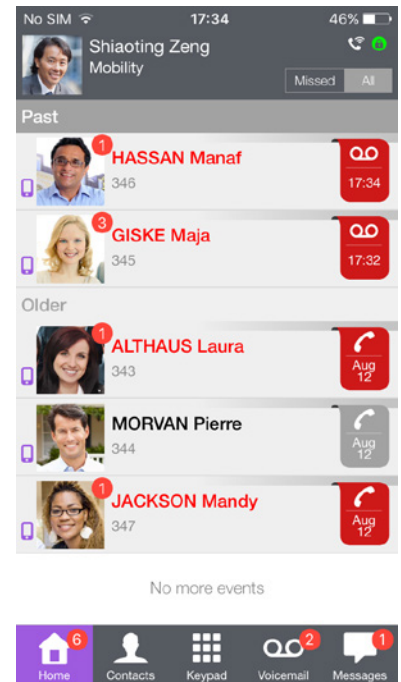 No SIM 17:34 46%
Shiaoting Zeng
Mobility
Missed All
Past
1
HASSAN Manaf
346
17:34
3
GISKE Maja
345
17:32
Older
1
ALTHAUS Laura
343
Aug
12
MORVAN Pierre
344
Aug
12
1
JACKSON Mandy
347
Aug
12
No more events
6 2 1
Home Contacts Keypad Voicemail Messages